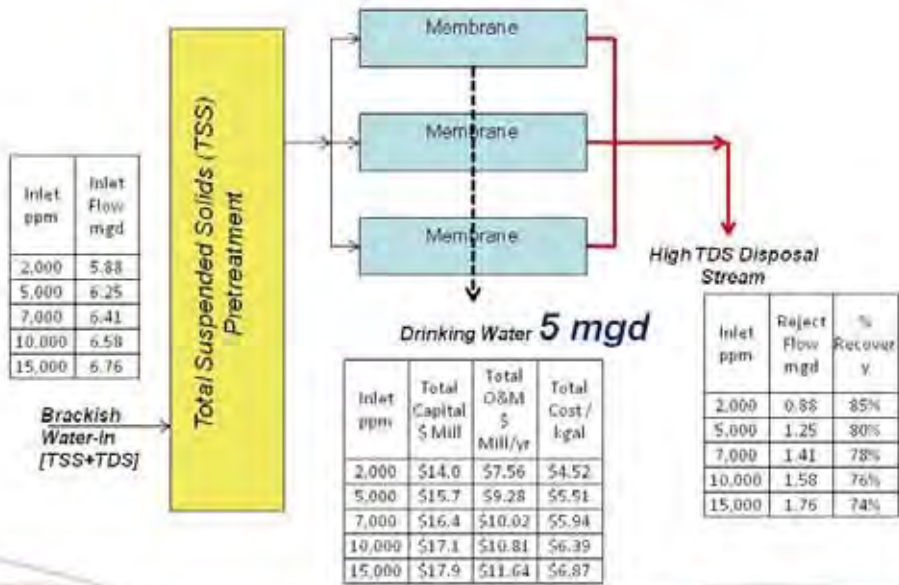 Total Suspended Solids (TSS)
Pretreatment
Membrane
Membrane
Membrane
Inlet ppm | Inlet Flow mgd
2,000 | 5.88
5,000 | 6.25
7,000 | 6.41
10,000 | 6.58
15,000 | 6.76
Brackish
Water-in
[TSS+TDS]
High TDS Disposal
Stream
Drinking Water 5 mgd
Inlet ppm | Total Capital $ Mill | Total O&M $ Mill/yr | Total Cost / kgal
2,000 | $14.0 | $7.56 | $4.52
5,000 | $15.7 | $9.28 | $5.51
7,000 | $16.4 | $10.02 | $5.94
10,000 | $17.1 | $10.81 | $6.39
15,000 | $17.9 | $11.64 | $6.87
Inlet ppm | Reject Flow mgd | % Recovery
2,000 | 0.88 | 85%
5,000 | 1.25 | 80%
7,000 | 1.41 | 78%
10,000 | 1.58 | 76%
15,000 | 1.76 | 74%